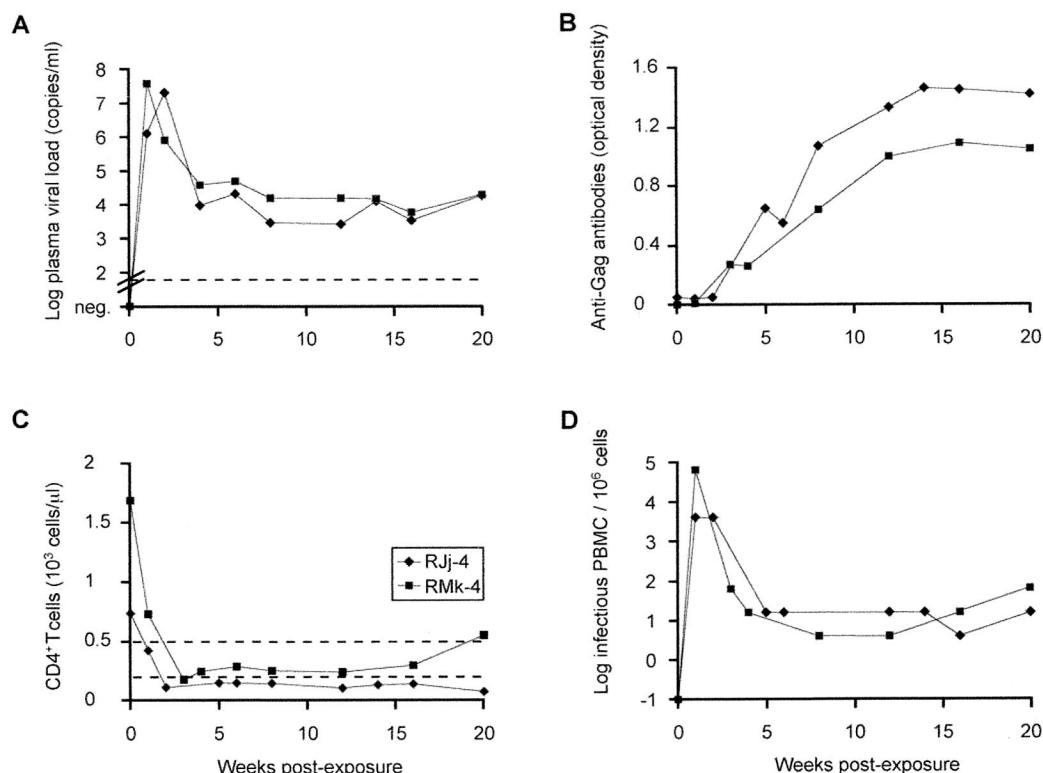 A
Log plasma viral load (copies/ml)
8
7
6
5
4
3
2
neg.
0 5 10 15 20
B
Anti-Gag antibodies (optical density)
1.6
1.2
0.8
0.4
0
0 5 10 15 20
C
CD4+Tcells (10³ cells/µl)
2
1.5
1
0.5
0
0 5 10 15 20
Weeks post-exposure
RJj-4
RMk-4
D
Log infectious PBMC / 10⁶ cells
5
4
3
2
1
0
-1
0 5 10 15 20
Weeks post-exposure